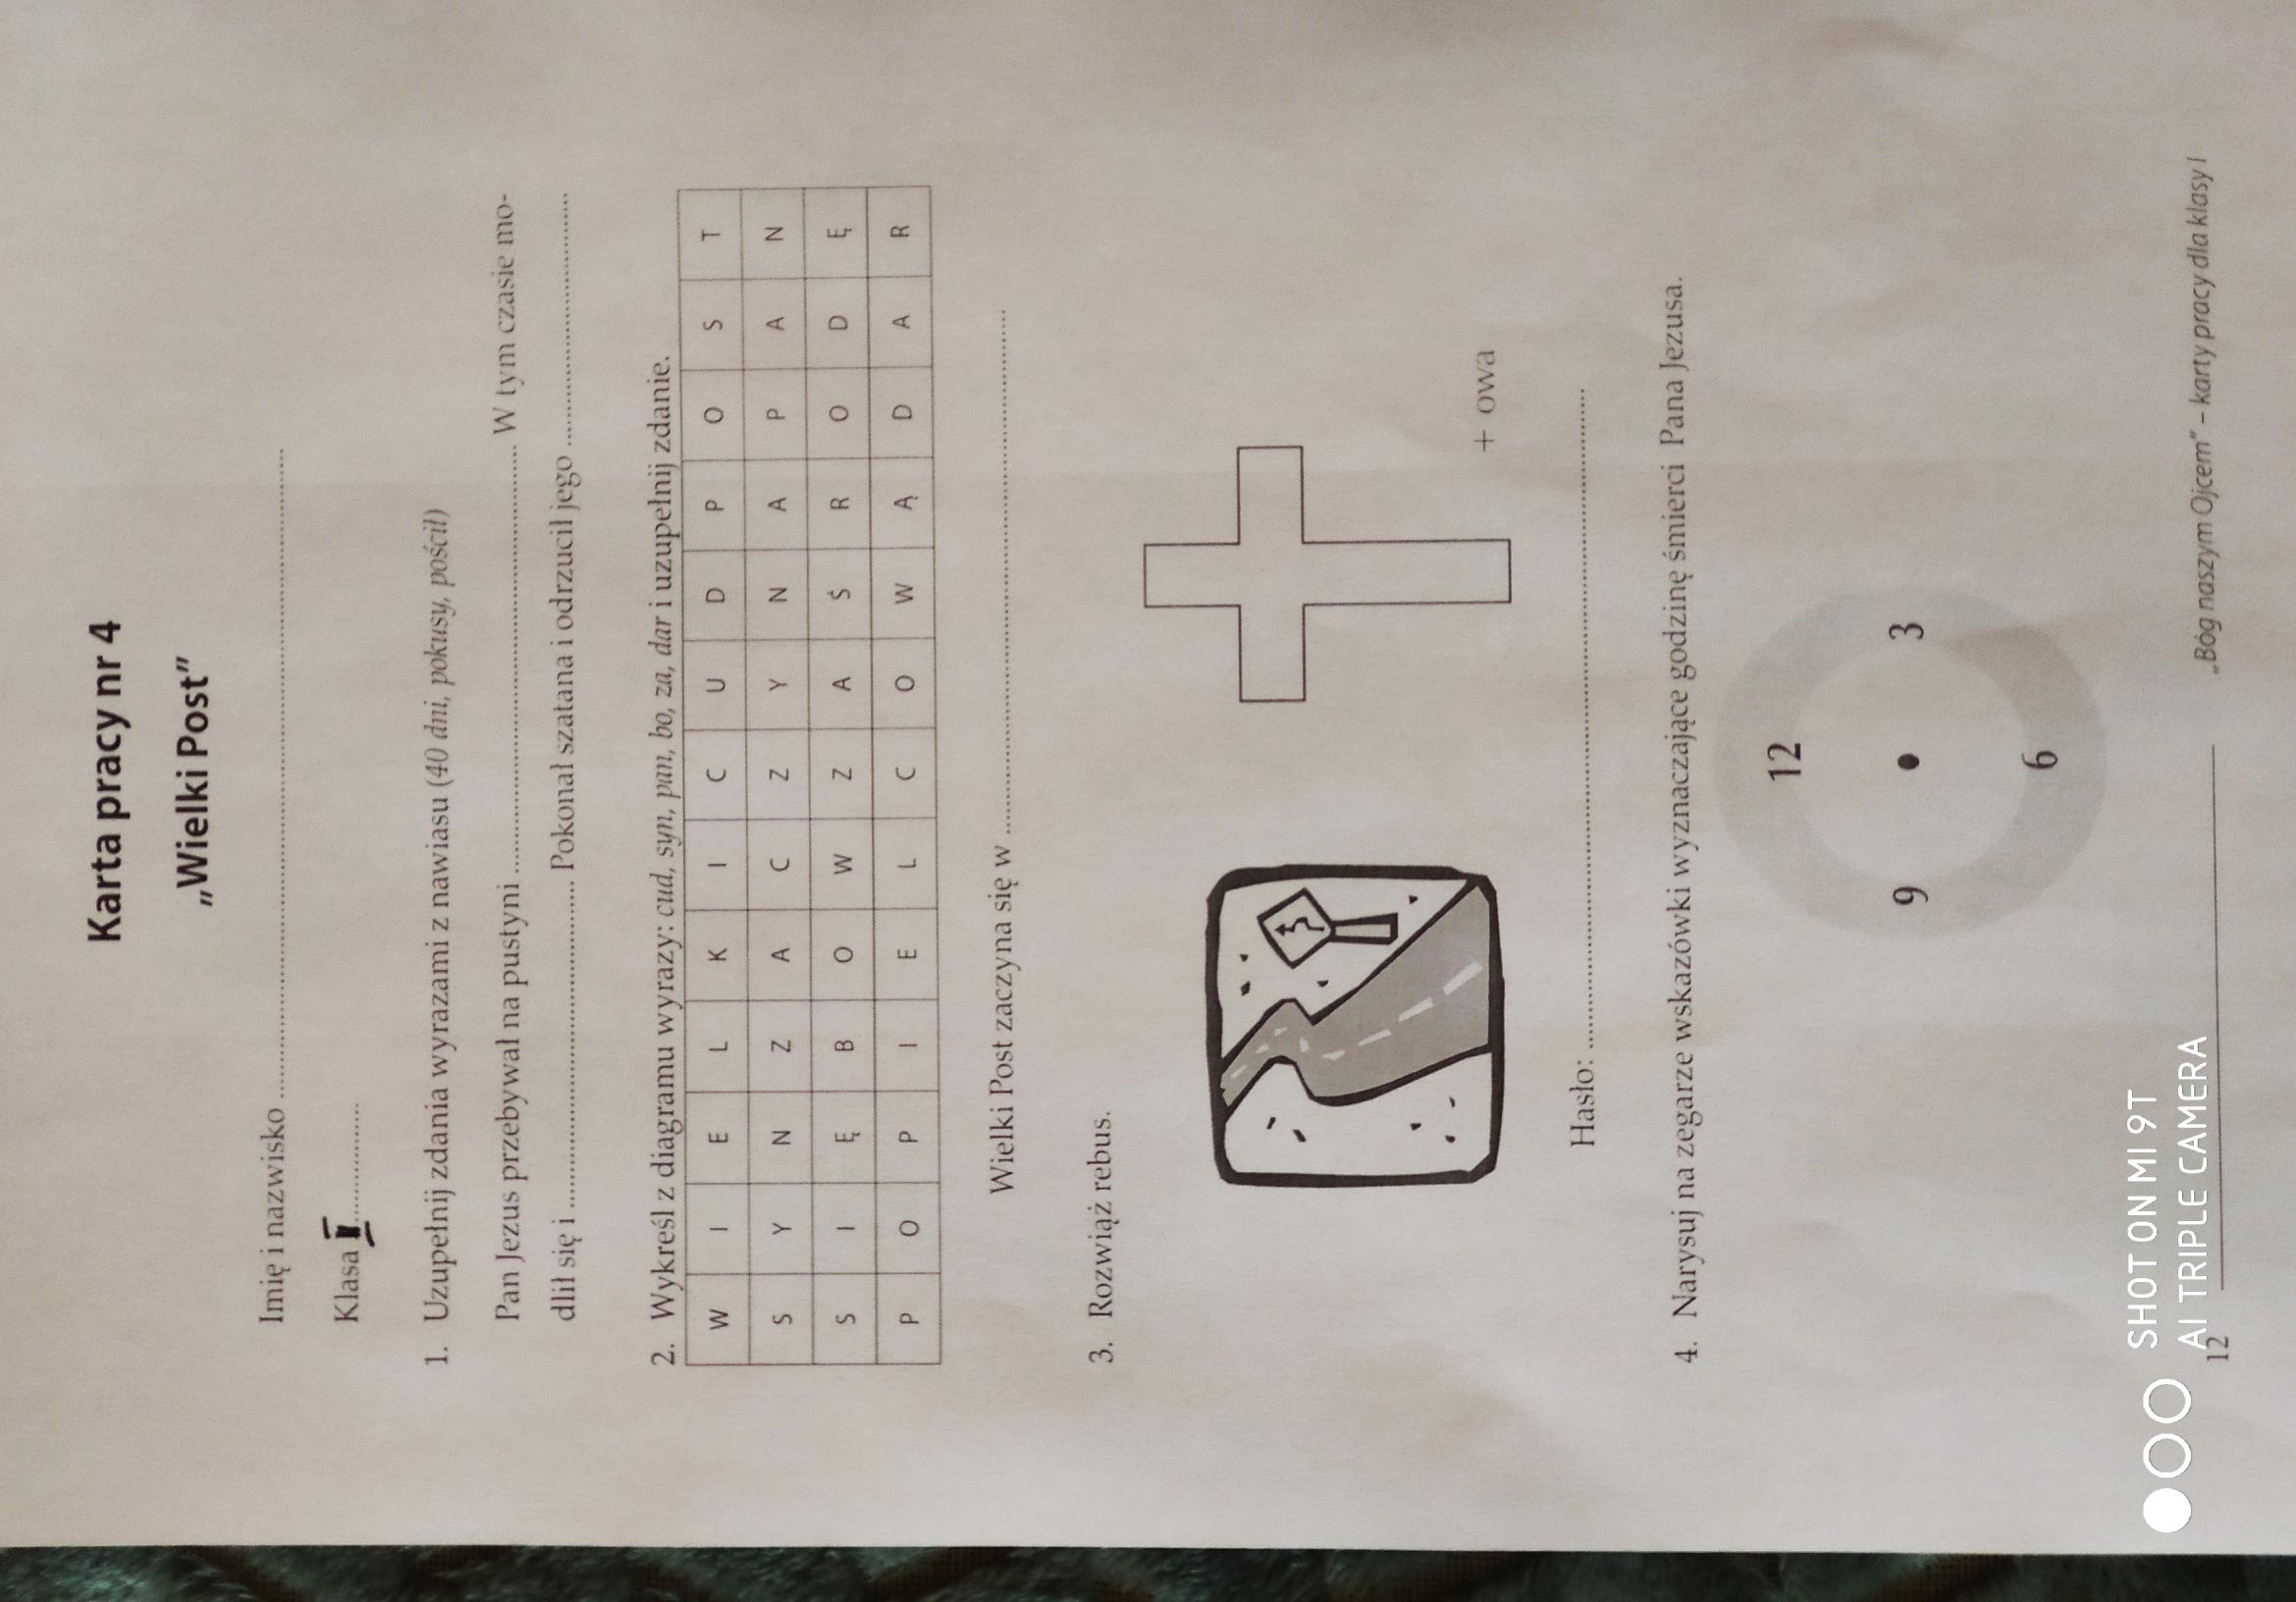 Karta pracy nr 4
„Wielki Post”
Imię i nazwisko ........................................................................
Klasa I ................
1. Uzupełnij zdania wyrazami z nawiasu (40 dni, pokusy, pościł)
Pan Jezus przebywał na pustyni ................................................ W tym czasie mo-
dlił się i .................................... Pokonał szatana i odrzucił jego ............................
2. Wykreśl z diagramu wyrazy: cud, syn, pan, bo, za, dar i uzupełnij zdanie.
W I E L K I C U D P O S T
S Y N Z A C Z Y N A P A N
S I Ę B O W Z A Ś R O D Ę
P O P I E L C O W Ą D A R
Wielki Post zaczyna się w ............................................................
3. Rozwiąż rebus.
+ owa
Hasło: ............................................................................
4. Narysuj na zegarze wskazówki wyznaczające godzinę śmierci Pana Jezusa.
12
9 3
6
12 „Bóg naszym Ojcem” – karty pracy dla klasy I
SHOT ON MI 9T
AI TRIPLE CAMERA